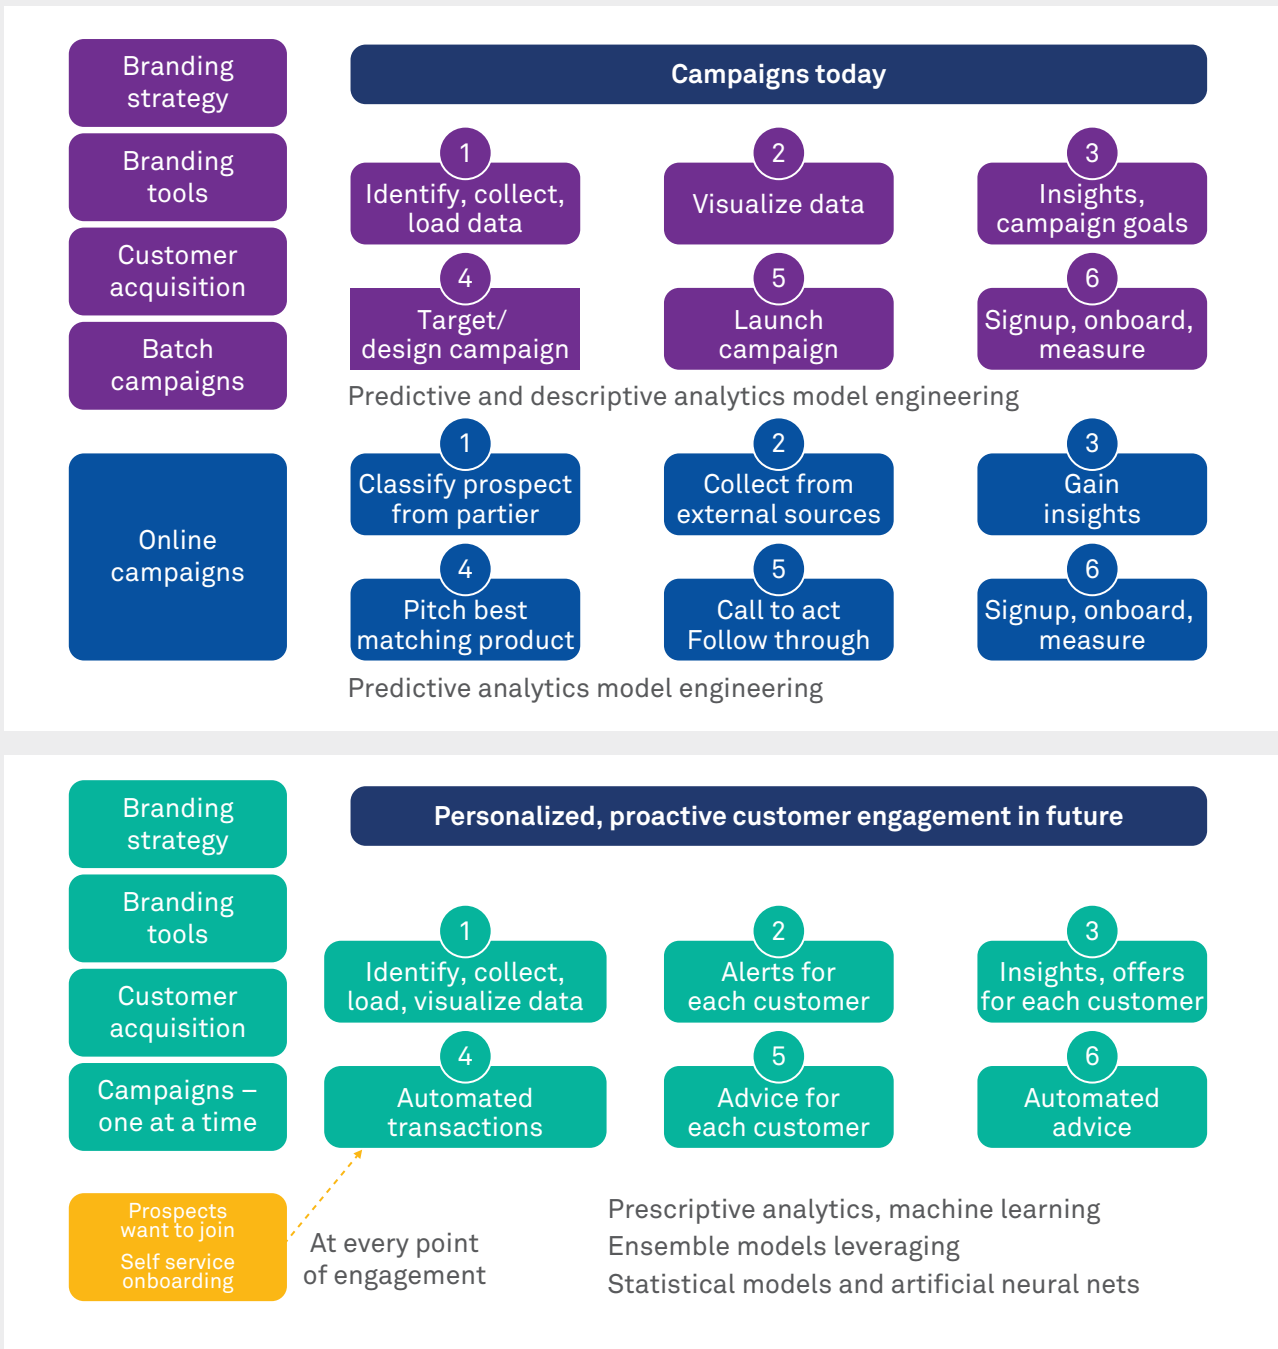 Branding
strategy
Branding
tools
Customer
acquisition
Batch
campaigns
Campaigns today
1
Identify, collect,
load data
2
Visualize data
3
Insights,
campaign goals
4
Target/
design campaign
5
Launch
campaign
6
Signup, onboard,
measure
Predictive and descriptive analytics model engineering
Online
campaigns
1
Classify prospect
from partier
2
Collect from
external sources
3
Gain
insights
4
Pitch best
matching product
5
Call to act
Follow through
6
Signup, onboard,
measure
Predictive analytics model engineering
Branding
strategy
Branding
tools
Customer
acquisition
Campaigns –
one at a time
Personalized, proactive customer engagement in future
1
Identify, collect,
load, visualize data
2
Alerts for
each customer
3
Insights, offers
for each customer
4
Automated
transactions
5
Advice for
each customer
6
Automated
advice
Prospects
want to join
Self service
onboarding
At every point
of engagement
Prescriptive analytics, machine learning
Ensemble models leveraging
Statistical models and artificial neural nets